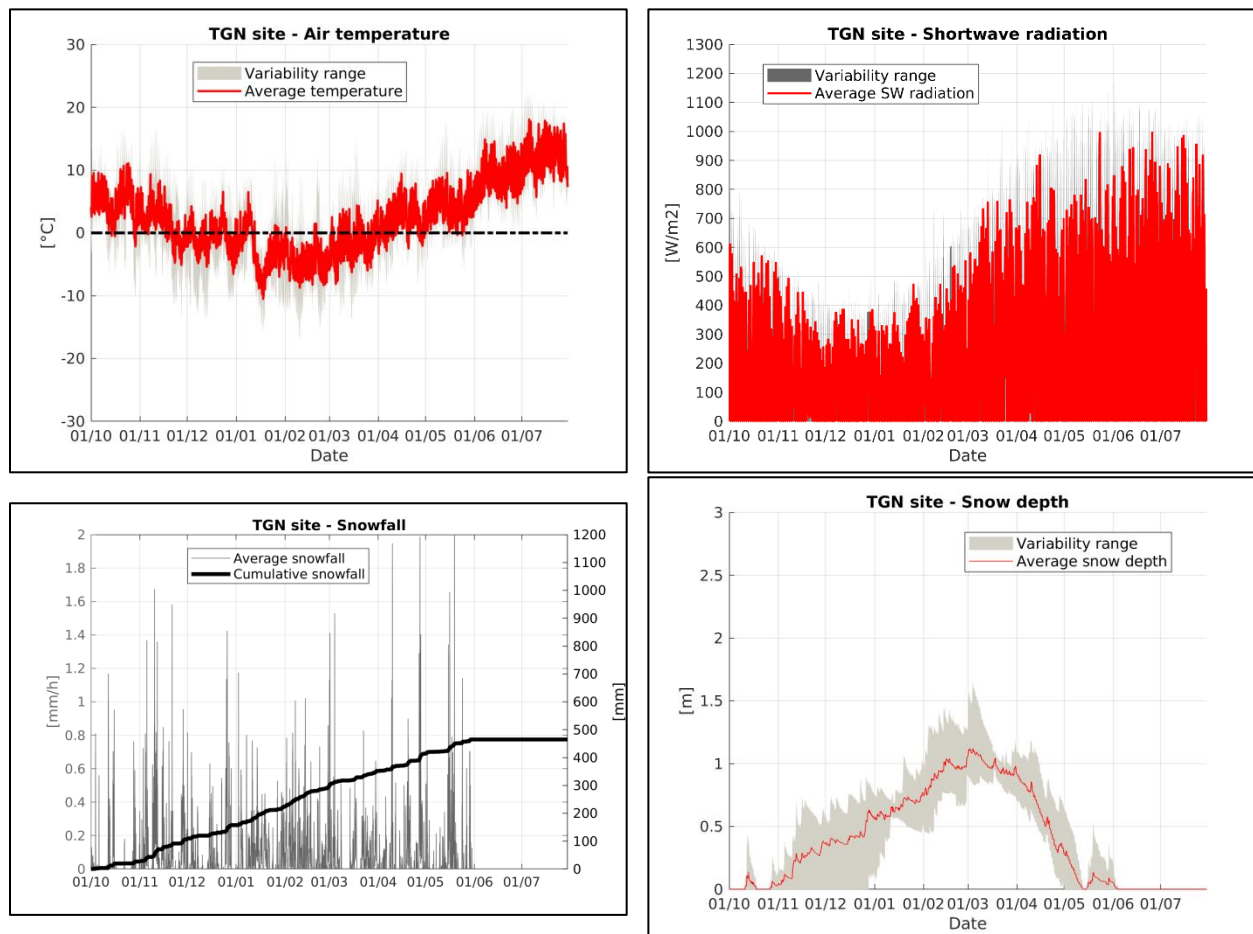 TGN site - Air temperature
30
20
10
0
-10
-20
-30
[°C]
Variability range
Average temperature
01/10 01/11 01/12 01/01 01/02 01/03 01/04 01/05 01/06 01/07
Date
TGN site - Shortwave radiation
1300
1200
1100
1000
900
800
700
600
500
400
300
200
100
0
[W/m2]
Variability range
Average SW radiation
01/10 01/11 01/12 01/01 01/02 01/03 01/04 01/05 01/06 01/07
Date
TGN site - Snowfall
2
1.8
1.6
1.4
1.2
1
0.8
0.6
0.4
0.2
0
[mm/h]
Average snowfall
Cumulative snowfall
1200
1100
1000
900
800
700
600
500
400
300
200
100
0
[mm]
01/10 01/11 01/12 01/01 01/02 01/03 01/04 01/05 01/06 01/07
Date
TGN site - Snow depth
3
2.5
2
1.5
1
0.5
0
[m]
Variability range
Average snow depth
01/10 01/11 01/12 01/01 01/02 01/03 01/04 01/05 01/06 01/07
Date